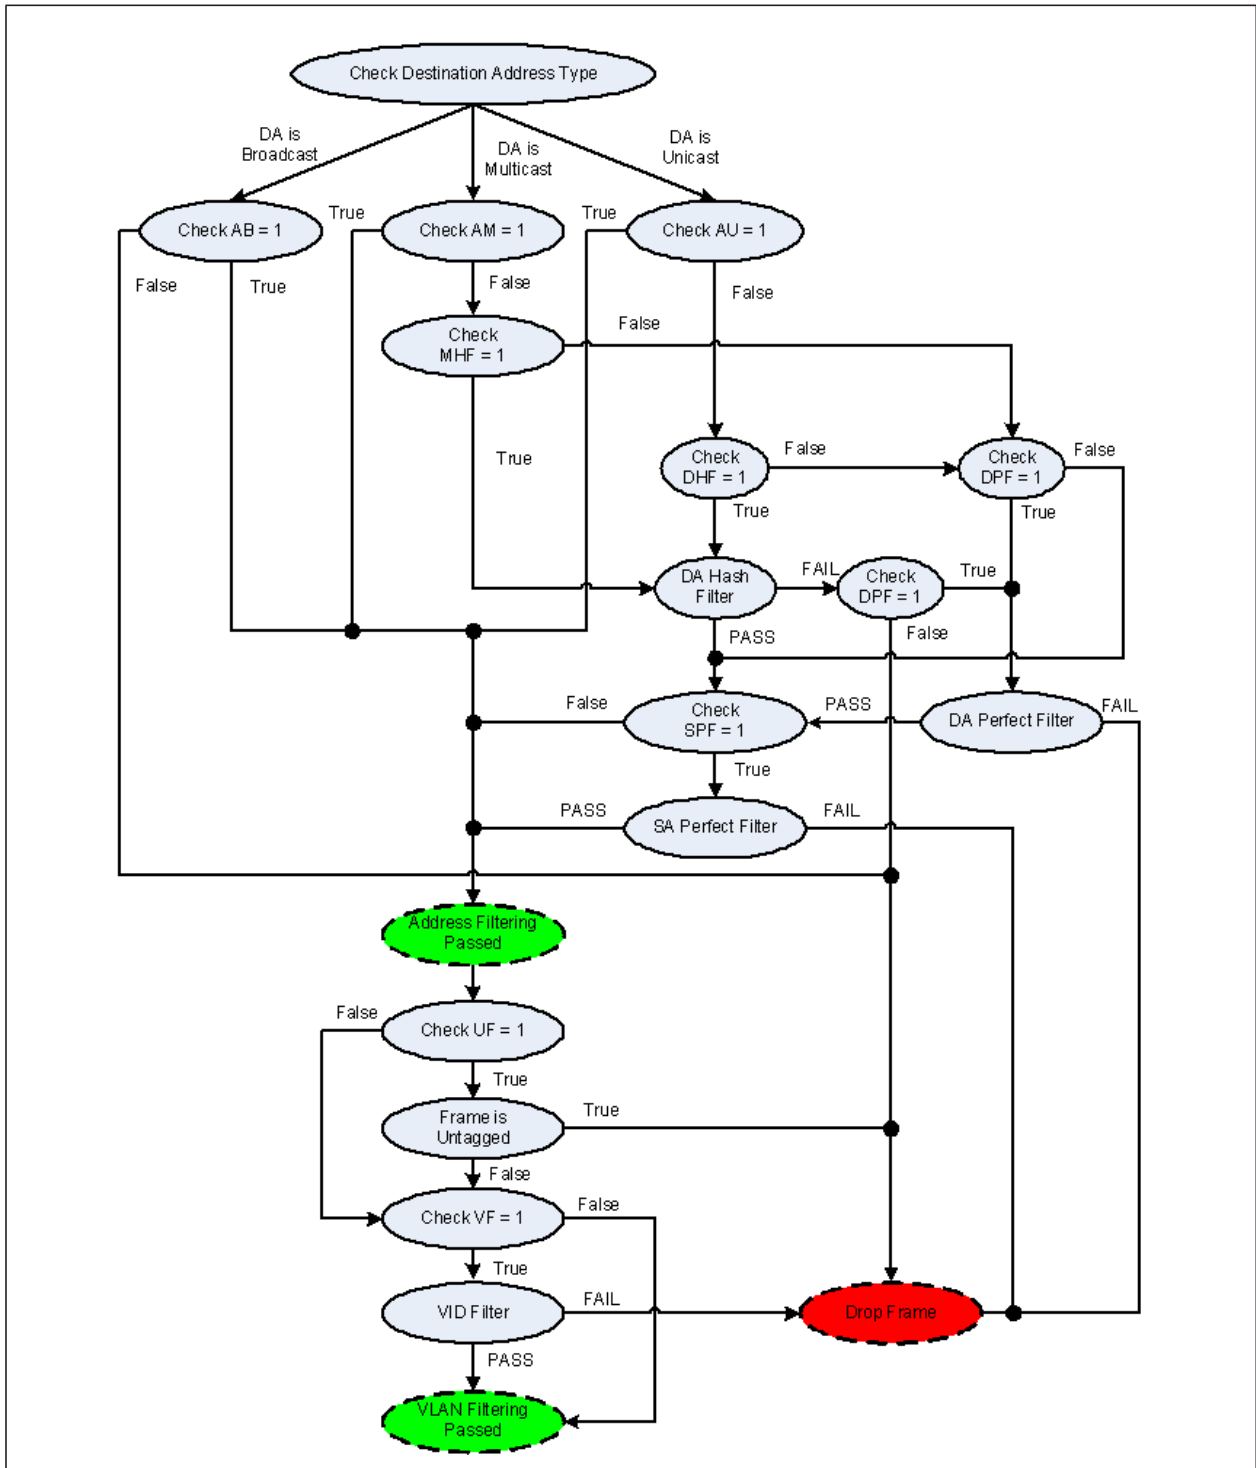 Check Destination Address Type
DA is
Broadcast
DA is
Multicast
DA is
Unicast
Check AB = 1
True
Check AM = 1
True
Check AU = 1
False
True
False
False
Check
MHF = 1
False
True
Check
DHF = 1
False
Check
DPF = 1
False
True
True
DA Hash
Filter
FAIL
Check
DPF = 1
True
PASS
False
False
Check
SPF = 1
PASS
DA Perfect Filter
FAIL
True
PASS
SA Perfect Filter
FAIL
Address Filtering
Passed
False
Check UF = 1
True
Frame is
Untagged
True
False
Check VF = 1
False
True
VID Filter
FAIL
Drop Frame
PASS
VLAN Filtering
Passed